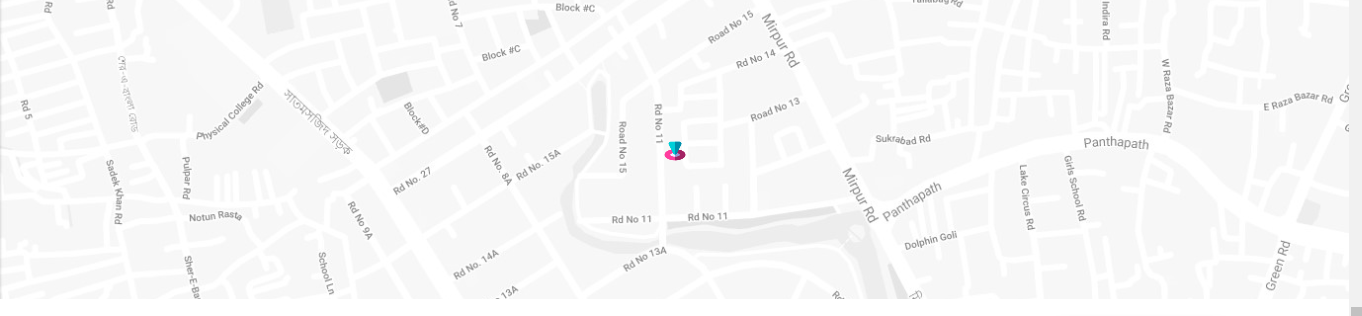 Rd No 7
Block #C
Road No 15
Mirpur Rd
Indira Rd
Block #C
Rd No 14
W Raza Bazar Rd
Rd 5
Physical College Rd
Block#D
Rd No 11
Road No 13
E Raza Bazar Rd
Road No 15
Sukrabad Rd
Panthapath
Sadek Khan Rd
Pulpar Rd
Rd No. 27
Rd No. 8A
Rd No. 15A
Mirpur Rd
Panthapath
Lake Circus Rd
Girls School Rd
Notun Rasta
Rd No 9A
Rd No 11
Rd No 11
Dolphin Goli
Sher-E-Ba
School Ln
Rd No. 14A
Rd No 13A
Green Rd
13A